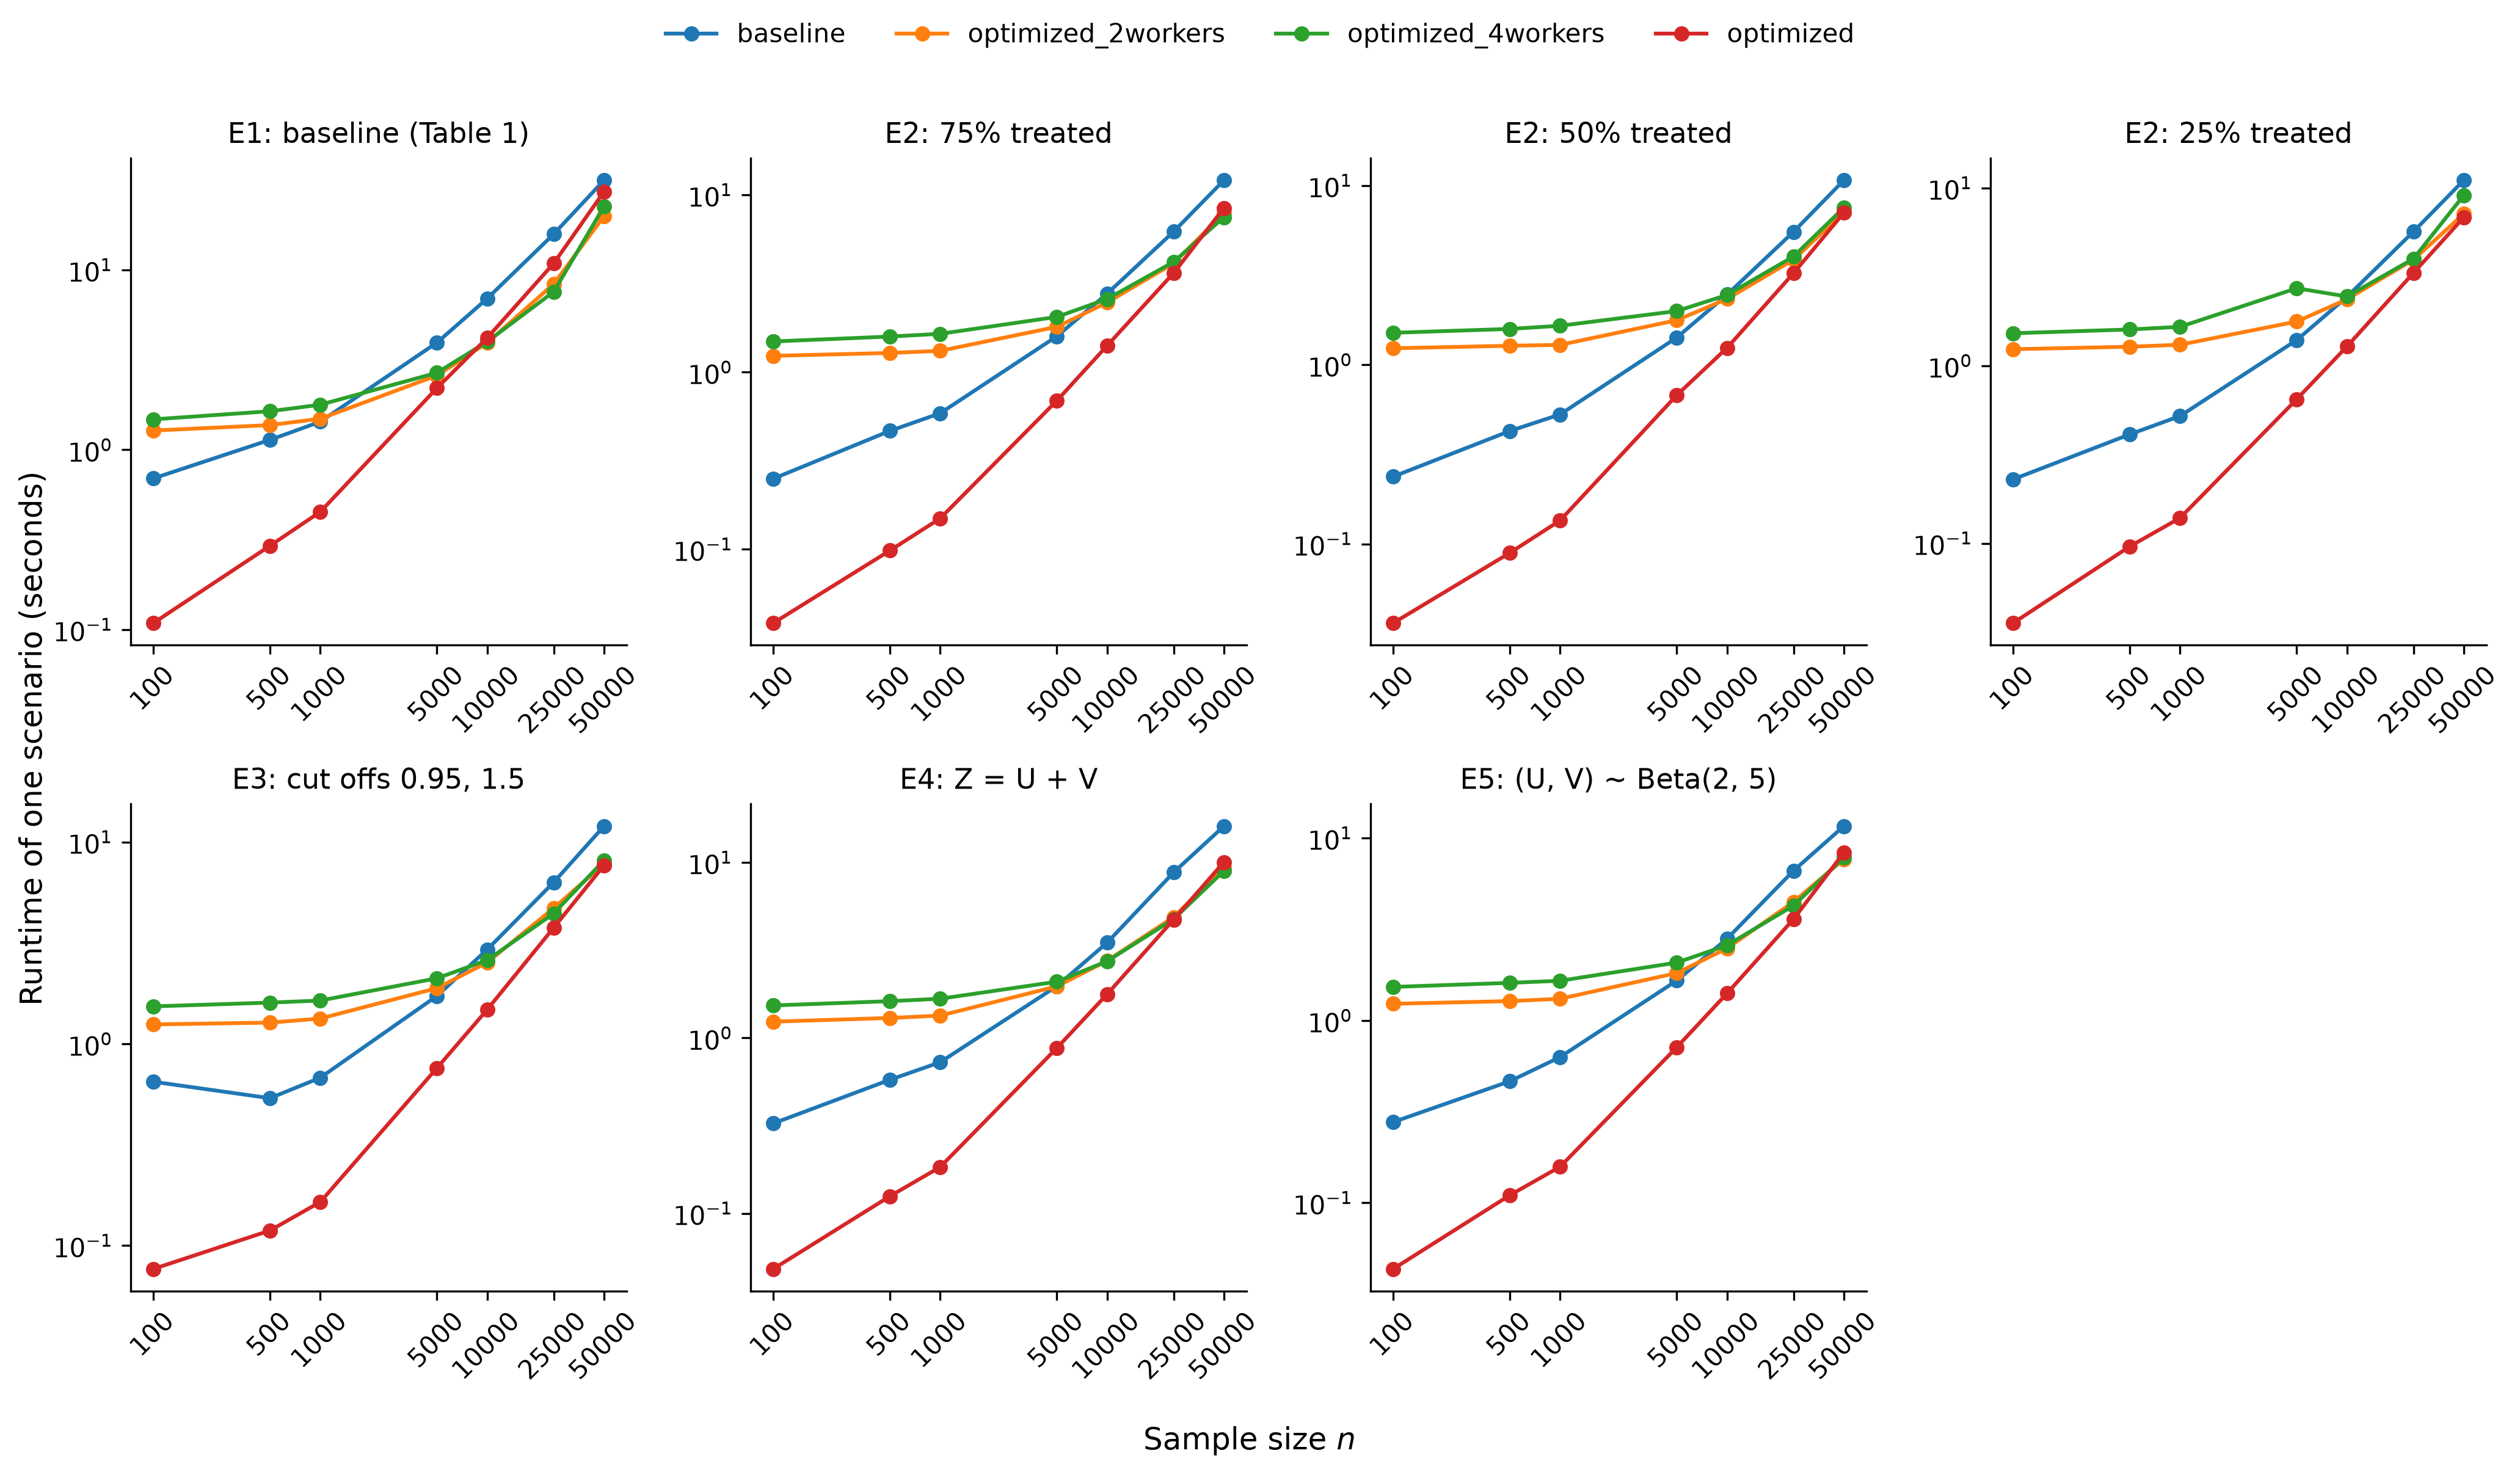 baseline optimized_2workers optimized_4workers optimized
E1: baseline (Table 1)
10¹
10⁰
10⁻¹
100 500 1000 5000 10000 25000 50000
E2: 75% treated
10¹
10⁰
10⁻¹
100 500 1000 5000 10000 25000 50000
E2: 50% treated
10¹
10⁰
10⁻¹
100 500 1000 5000 10000 25000 50000
E2: 25% treated
10¹
10⁰
10⁻¹
100 500 1000 5000 10000 25000 50000
Runtime of one scenario (seconds)
E3: cut offs 0.95, 1.5
10¹
10⁰
10⁻¹
100 500 1000 5000 10000 25000 50000
E4: Z = U + V
10¹
10⁰
10⁻¹
100 500 1000 5000 10000 25000 50000
E5: (U, V) ~ Beta(2, 5)
10¹
10⁰
10⁻¹
100 500 1000 5000 10000 25000 50000
Sample size n